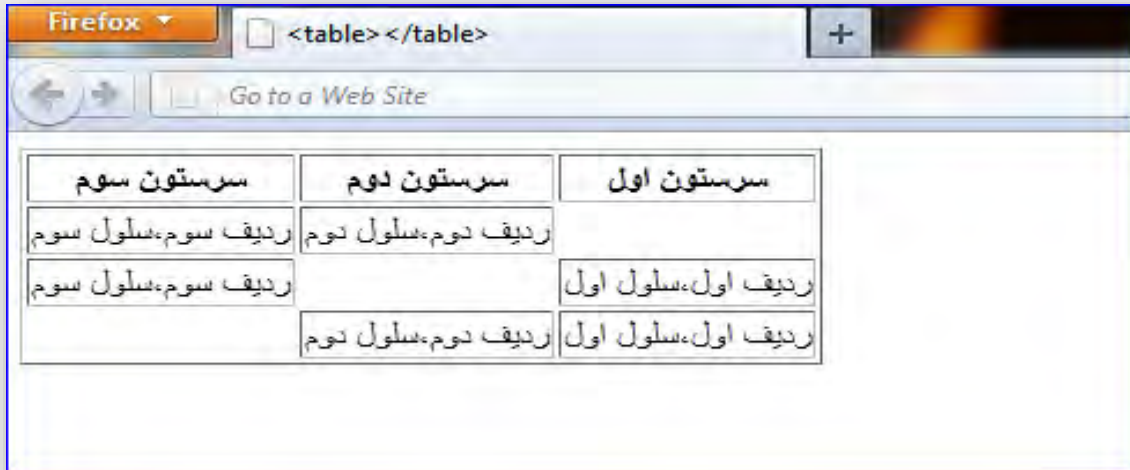 Firefox
<table></table>
Go to a Web Site
سرستون اول سرستون دوم سرستون سوم
ردیف دوم،سلول دوم ردیف سوم،سلول سوم
ردیف اول،سلول اول ردیف سوم،سلول سوم
ردیف اول،سلول اول ردیف دوم،سلول دوم